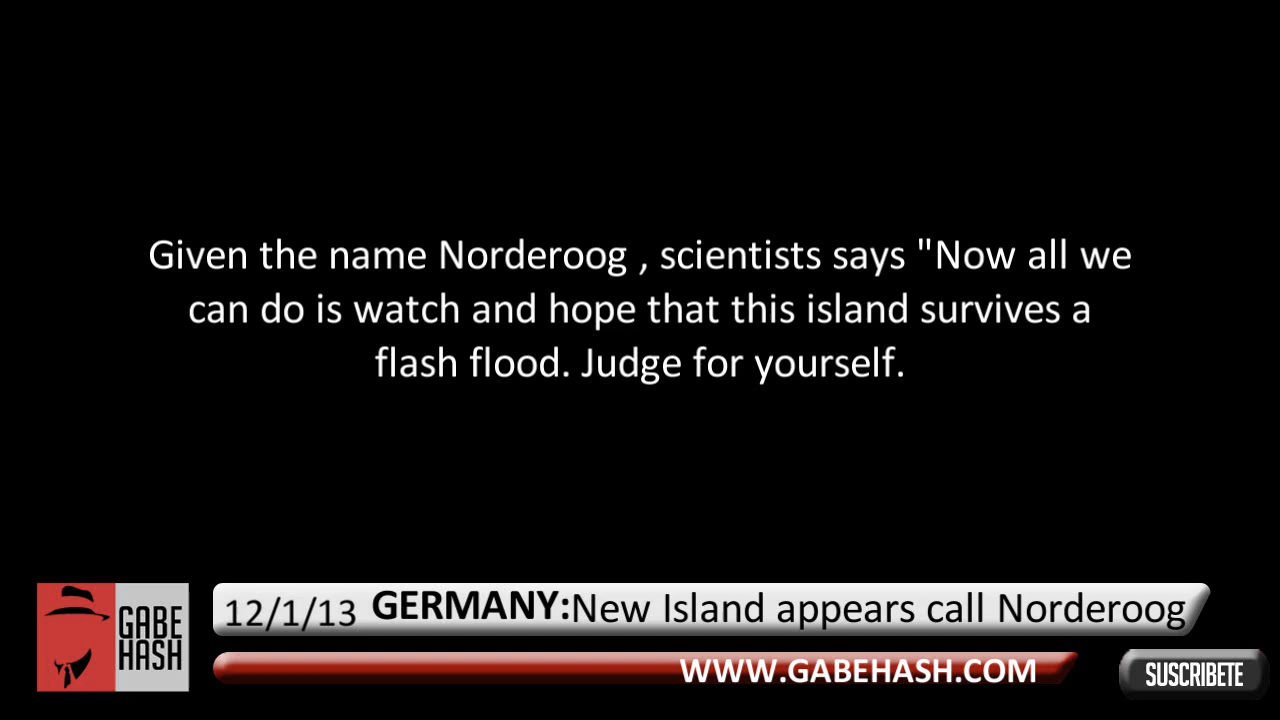 Given the name Norderoog , scientists says "Now all we
can do is watch and hope that this island survives a
flash flood. Judge for yourself.
GABE
HASH
12/1/13 GERMANY:New Island appears call Norderoog
WWW.GABEHASH.COM
SUSCRIBETE